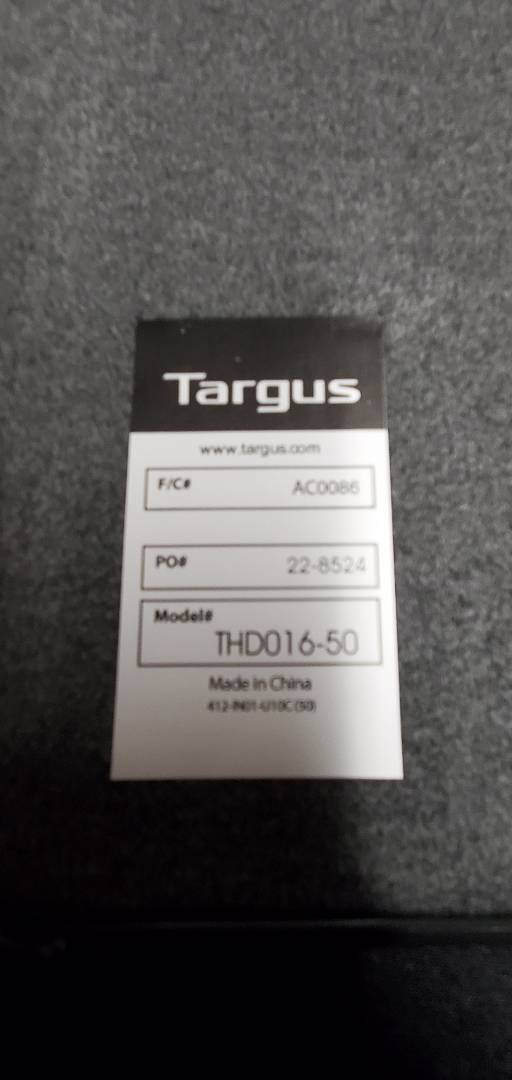 Targus
www.targus.com
F/C# AC0086
PO# 22-8524
Model#
THD016-50
Made in China